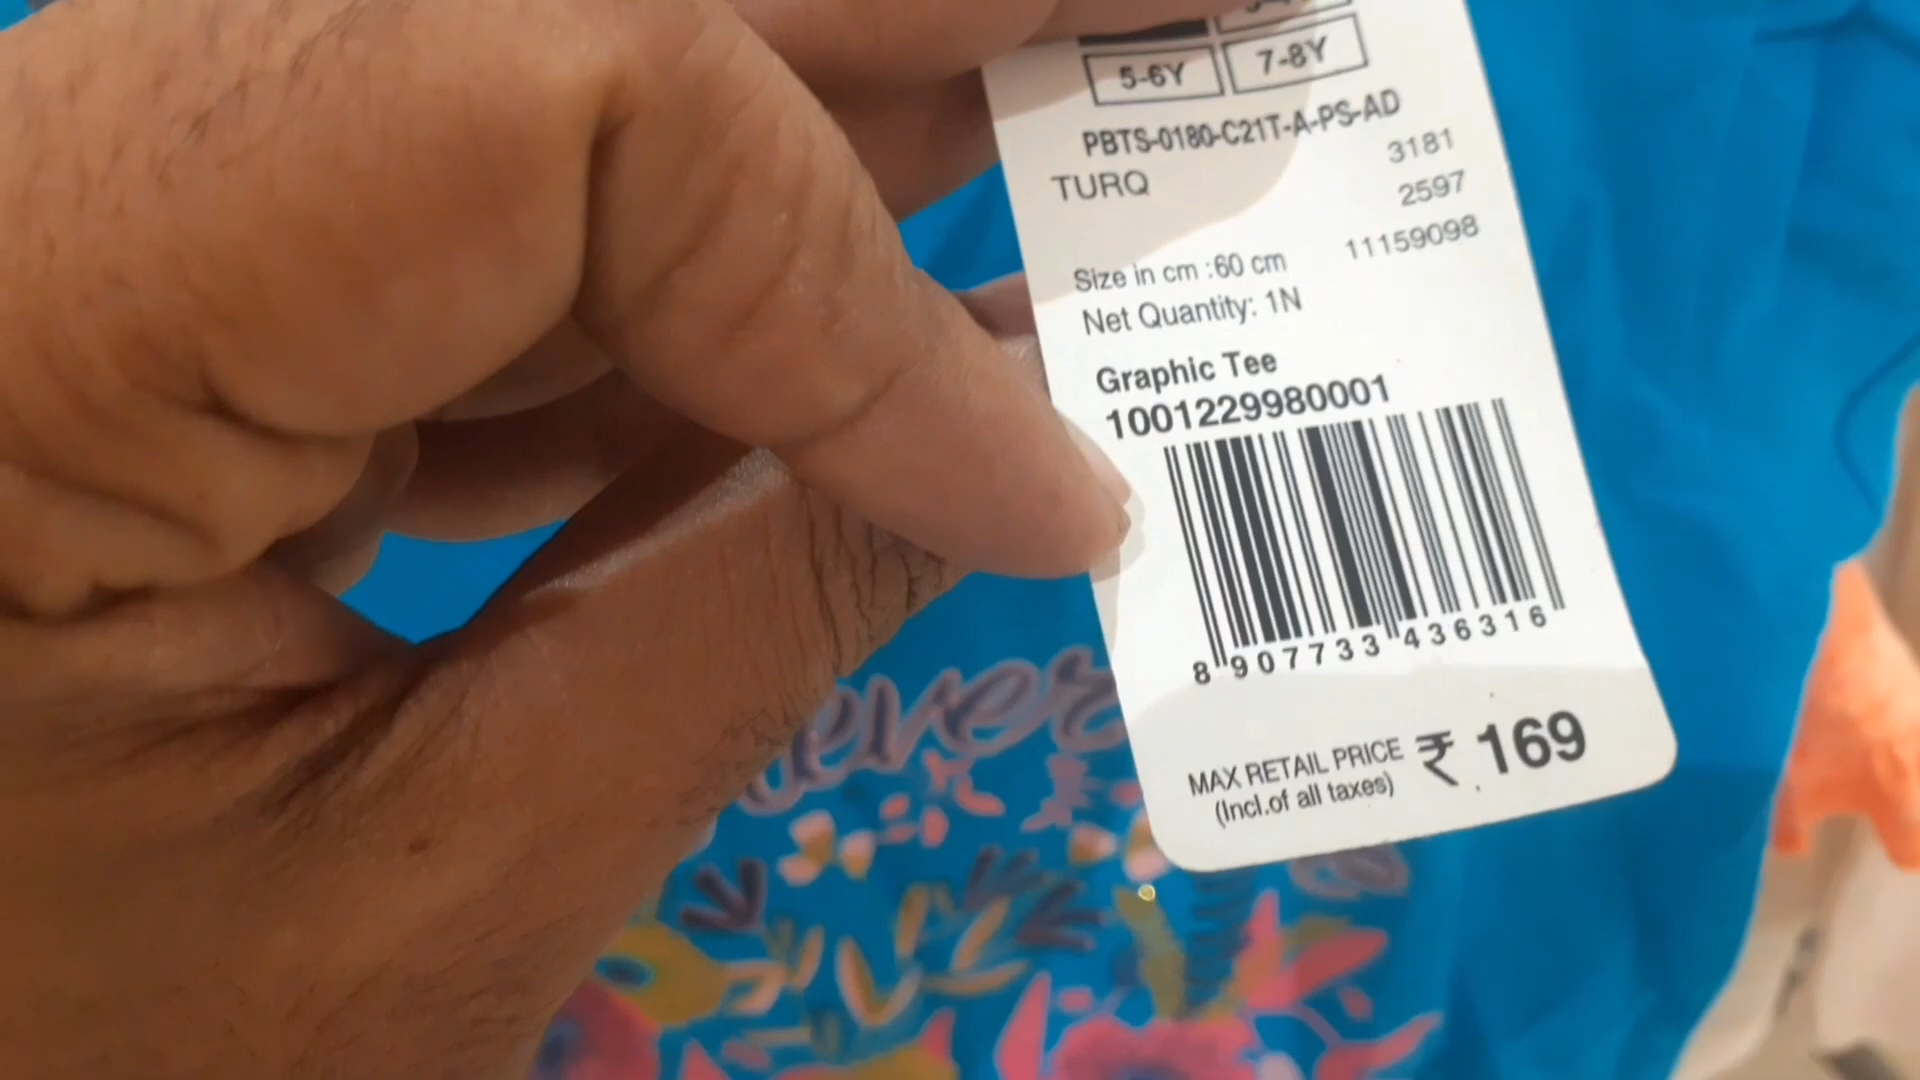 5-6Y 7-8Y
PBTS-0180-C21T-A-PS-AD
TURQ 3181
2597
11159098
Size in cm :60 cm
Net Quantity: 1N
Graphic Tee
1001229980001
8 907733 436316
MAX RETAIL PRICE ₹ 169
(Incl.of all taxes)